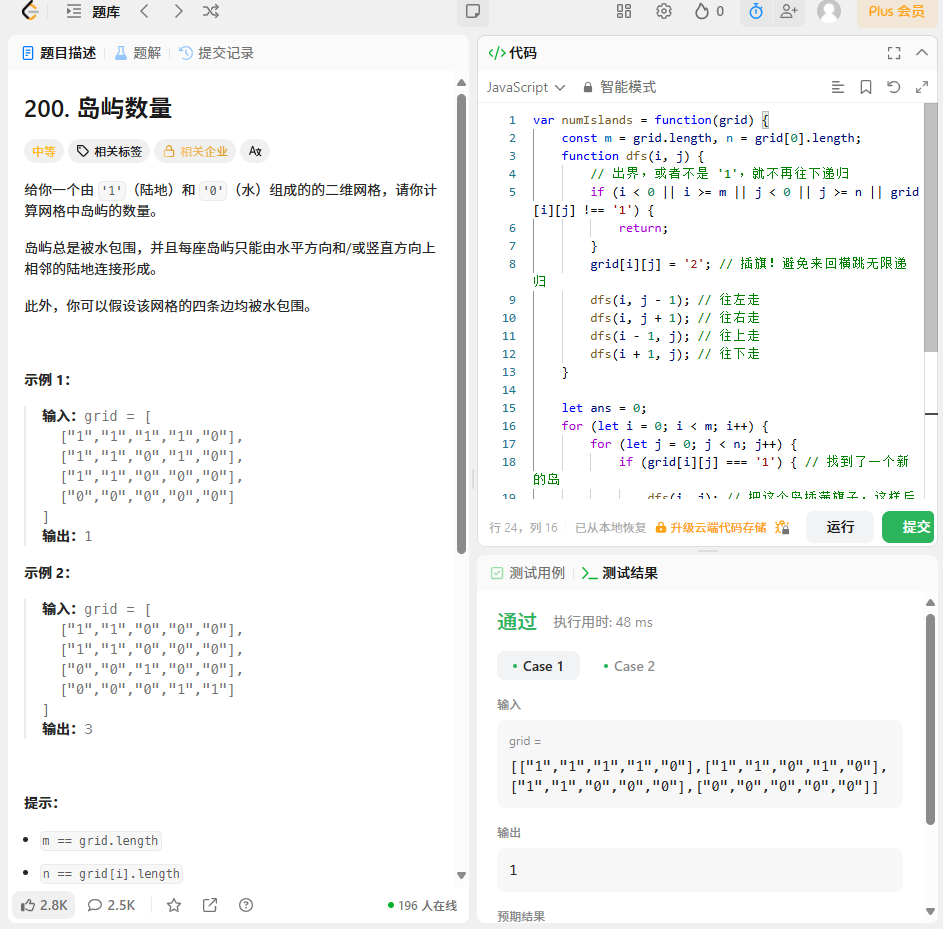 题库
0
Plus 会员
题目描述
题解
提交记录
200. 岛屿数量
中等
相关标签
相关企业
给你一个由 '1'（陆地）和 '0'（水）组成的的二维网格，请你计
算网格中岛屿的数量。
岛屿总是被水包围，并且每座岛屿只能由水平方向和/或竖直方向上
相邻的陆地连接形成。
此外，你可以假设该网格的四条边均被水包围。
示例 1：
输入：grid = [
["1","1","1","1","0"],
["1","1","0","1","0"],
["1","1","0","0","0"],
["0","0","0","0","0"]
]
输出：1
示例 2：
输入：grid = [
["1","1","0","0","0"],
["1","1","0","0","0"],
["0","0","1","0","0"],
["0","0","0","1","1"]
]
输出：3
提示：
m == grid.length
n == grid[i].length
2.8K
2.5K
196 人在线
</> 代码
JavaScript
智能模式
1 var numIslands = function(grid) {
2 const m = grid.length, n = grid[0].length;
3 function dfs(i, j) {
4 // 出界，或者不是 '1'，就不再往下递归
5 if (i < 0 || i >= m || j < 0 || j >= n || grid
[i][j] !== '1') {
6 return;
7 }
8 grid[i][j] = '2'; // 插旗！避免来回横跳无限递
归
9 dfs(i, j - 1); // 往左走
10 dfs(i, j + 1); // 往右走
11 dfs(i - 1, j); // 往上走
12 dfs(i + 1, j); // 往下走
13 }
14
15 let ans = 0;
16 for (let i = 0; i < m; i++) {
17 for (let j = 0; j < n; j++) {
18 if (grid[i][j] === '1') { // 找到了一个新
的岛
19 dfs(i, j); // 把这个岛插满旗子，这样后
行 24，列 16
已从本地恢复
升级云端代码存储
运行
提交
测试用例
测试结果
通过
执行用时: 48 ms
Case 1
Case 2
输入
grid =
[["1","1","1","1","0"],["1","1","0","1","0"],
["1","1","0","0","0"],["0","0","0","0","0"]]
输出
1
预期结果